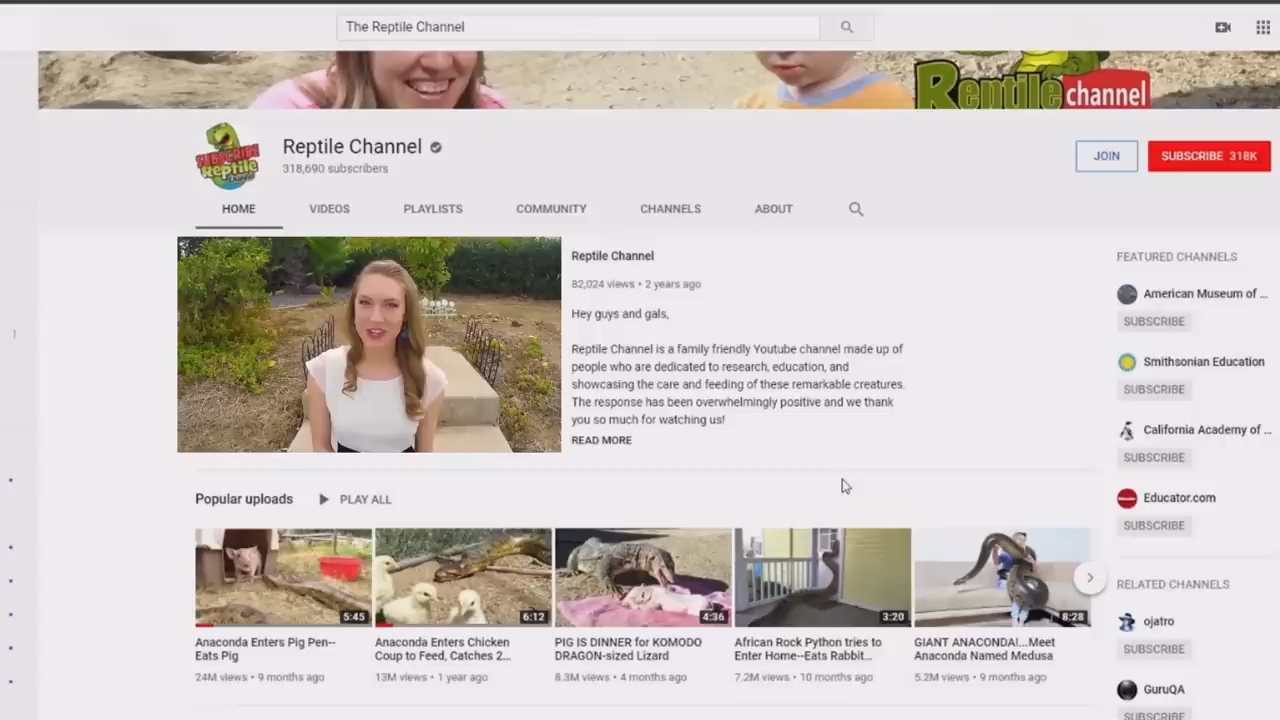 The Reptile Channel
Reptile
channel
SUBSCRIBE
Reptile
Reptile Channel
318,690 subscribers
JOIN
SUBSCRIBE 318K
HOME
VIDEOS
PLAYLISTS
COMMUNITY
CHANNELS
ABOUT
Reptile Channel
82,024 views • 2 years ago
Hey guys and gals,
Reptile Channel is a family friendly Youtube channel made up of
people who are dedicated to research, education, and
showcasing the care and feeding of these remarkable creatures.
The response has been overwhelmingly positive and we thank
you so much for watching us!
READ MORE
FEATURED CHANNELS
American Museum of ...
SUBSCRIBE
Smithsonian Education
SUBSCRIBE
California Academy of ...
SUBSCRIBE
Educator.com
SUBSCRIBE
RELATED CHANNELS
ojatro
SUBSCRIBE
GuruQA
SUBSCRIBE
1
Popular uploads
PLAY ALL
5:45
Anaconda Enters Pig Pen--
Eats Pig
24M views • 9 months ago
6:12
Anaconda Enters Chicken
Coup to Feed, Catches 2...
13M views • 1 year ago
4:36
PIG IS DINNER for KOMODO
DRAGON-sized Lizard
8.3M views • 4 months ago
3:20
African Rock Python tries to
Enter Home--Eats Rabbit...
7.2M views • 10 months ago
8:28
GIANT ANACONDA!...Meet
Anaconda Named Medusa
5.2M views • 9 months ago